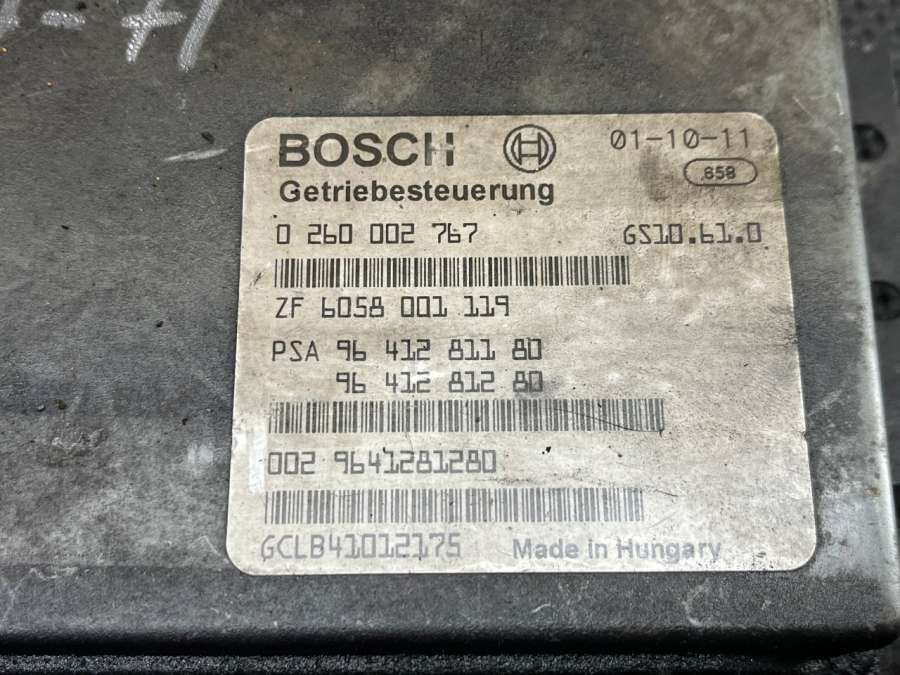 BOSCH 01-10-11
658
Getriebesteuerung
0 260 002 767 GS10.61.0
ZF 6058 001 119
PSA 96 412 811 80
96 412 812 80
002 9641281280
GCLB41012175 Made in Hungary